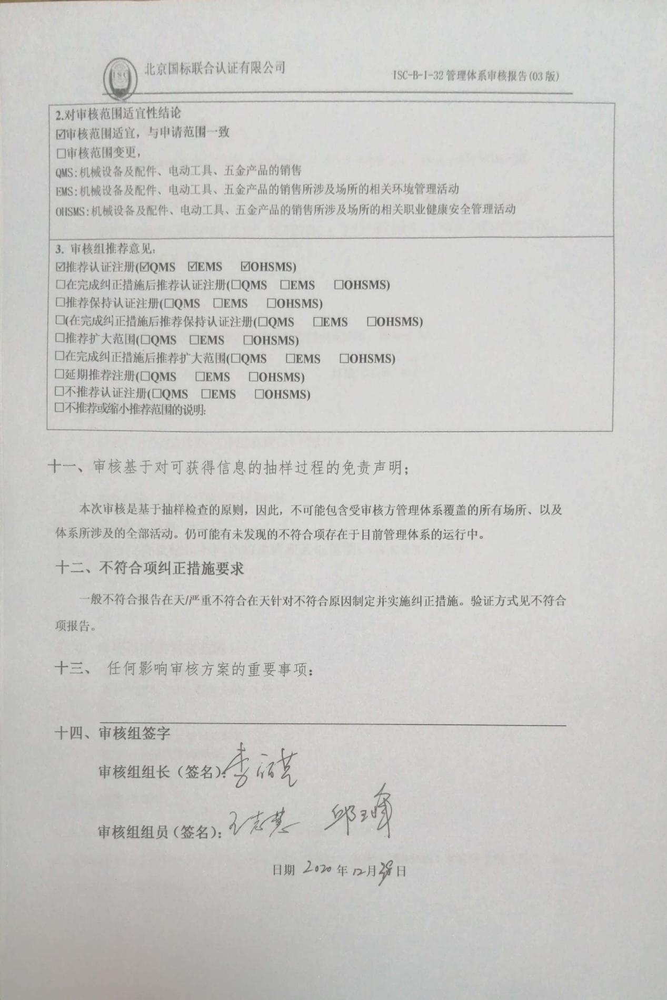 ISC
北京国标联合认证有限公司
ISC-B-I-32管理体系审核报告(03版)
2.对审核范围适宜性结论
☑审核范围适宜，与申请范围一致
□审核范围变更，
QMS:机械设备及配件、电动工具、五金产品的销售
EMS:机械设备及配件、电动工具、五金产品的销售所涉及场所的相关环境管理活动
OHSMS:机械设备及配件、电动工具、五金产品的销售所涉及场所的相关职业健康安全管理活动
3. 审核组推荐意见:
☑推荐认证注册(☑QMS ☑EMS ☑OHSMS)
□在完成纠正措施后推荐认证注册(□QMS □EMS □OHSMS)
□推荐保持认证注册(□QMS □EMS □OHSMS)
□(在完成纠正措施后推荐保持认证注册(□QMS □EMS □OHSMS)
□推荐扩大范围(□QMS □EMS □OHSMS)
□在完成纠正措施后推荐扩大范围(□QMS □EMS □OHSMS)
□延期推荐注册(□QMS □EMS □OHSMS)
□不推荐认证注册(□QMS □EMS □OHSMS)
□不推荐或缩小推荐范围的说明:
十一、审核基于对可获得信息的抽样过程的免责声明；
本次审核是基于抽样检查的原则，因此，不可能包含受审核方管理体系覆盖的所有场所、以及
体系所涉及的全部活动。仍可能有未发现的不符合项存在于目前管理体系的运行中。
十二、不符合项纠正措施要求
一般不符合报告在天/严重不符合在天针对不符合原因制定并实施纠正措施。验证方式见不符合
项报告。
十三、 任何影响审核方案的重要事项：
十四、审核组签字
审核组组长（签名）：
审核组组员（签名）：王志慧
日期 2020年12月 日